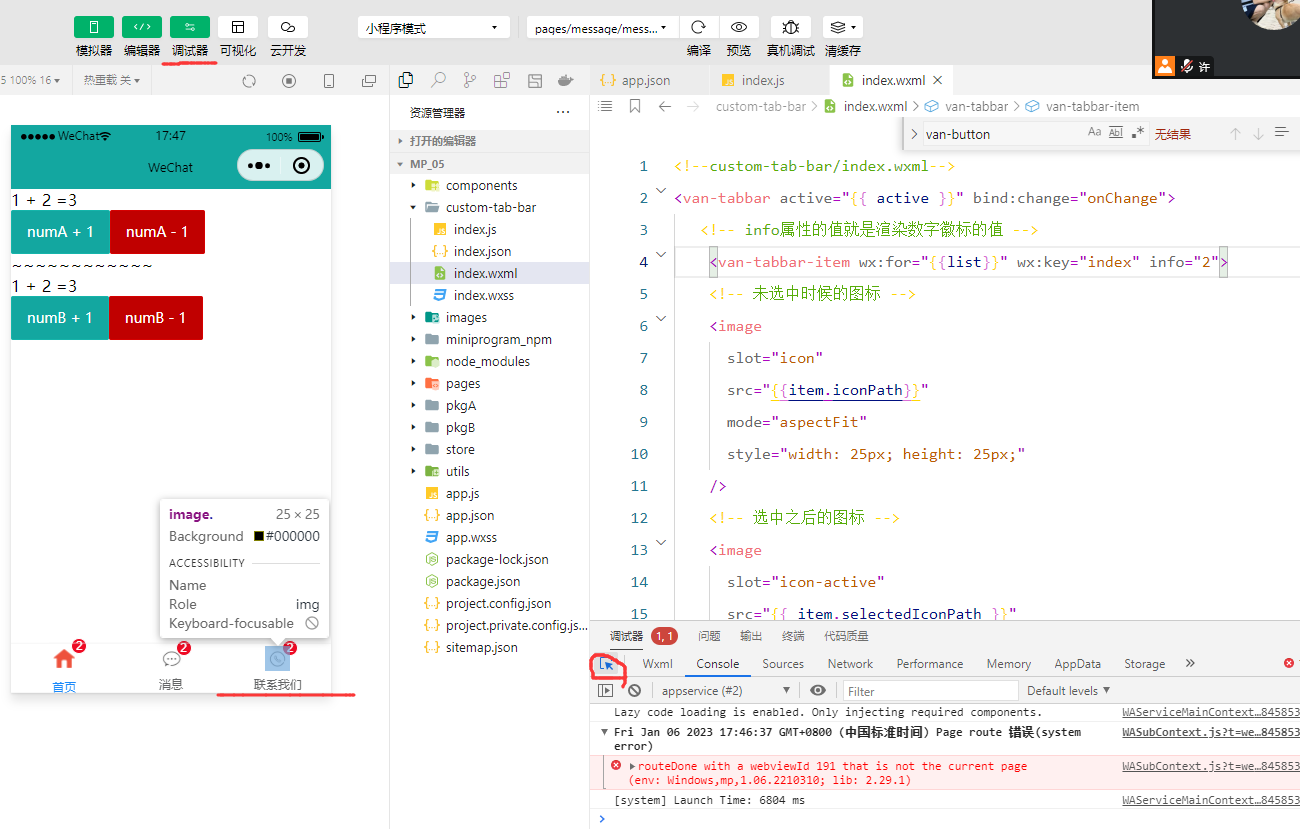 模拟器 编辑器 调试器 可视化 云开发
小程序模式
pages/message/mess...
编译 预览 真机调试 清缓存
许
5 100% 16
热重载 关
资源管理器
打开的编辑器
MP_05
components
custom-tab-bar
index.js
index.json
index.wxml
index.wxss
images
miniprogram_npm
node_modules
pages
pkgA
pkgB
store
utils
app.js
app.json
app.wxss
package-lock.json
package.json
project.config.json
project.private.config.js...
sitemap.json
WeChat 17:47 100%
WeChat
1 + 2 =3
numA + 1 numA - 1
~~~~~~~~~~~~
1 + 2 =3
numB + 1 numB - 1
image. 25 × 25
Background #000000
ACCESSIBILITY
Name
Role img
Keyboard-focusable
2 2 2
首页 消息 联系我们
app.json index.js index.wxml
custom-tab-bar > index.wxml > van-tabbar > van-tabbar-item
van-button Aa Ab| .* 无结果
1 <!--custom-tab-bar/index.wxml-->
2 <van-tabbar active="{{ active }}" bind:change="onChange">
3 <!-- info属性的值就是渲染数字徽标的值 -->
4 <van-tabbar-item wx:for="{{list}}" wx:key="index" info="2">
5 <!-- 未选中时候的图标 -->
6 <image
7 slot="icon"
8 src="{{item.iconPath}}"
9 mode="aspectFit"
10 style="width: 25px; height: 25px;"
11 />
12 <!-- 选中之后的图标 -->
13 <image
14 slot="icon-active"
15 src="{{ item.selectedIconPath }}"
调试器 1, 1 问题 输出 终端 代码质量
Wxml Console Sources Network Performance Memory AppData Storage
appservice (#2) Filter Default levels
Lazy code loading is enabled. Only injecting required components. WAServiceMainContext…845853
Fri Jan 06 2023 17:46:37 GMT+0800 (中国标准时间) Page route 错误(system error) WASubContext.js?t=we…845853
routeDone with a webviewId 191 that is not the current page WASubContext.js?t=we…845853
(env: Windows,mp,1.06.2210310; lib: 2.29.1)
[system] Launch Time: 6804 ms WAServiceMainContext…845853